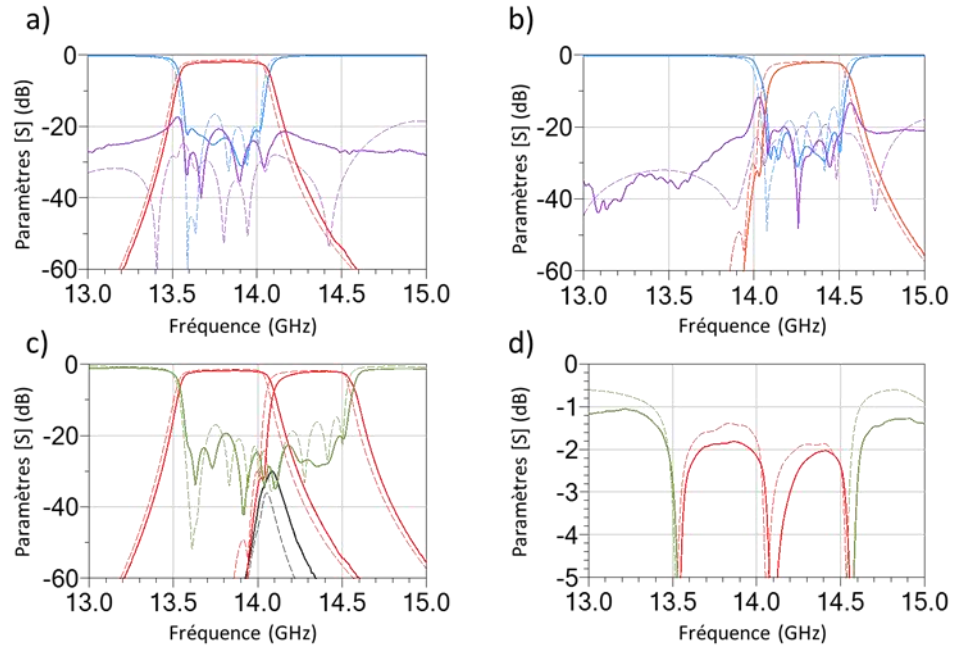 a)
0
-20
-40
-60
Paramètres [S] (dB)
13.0 13.5 14.0 14.5 15.0
Fréquence (GHz)
b)
0
-20
-40
-60
Paramètres [S] (dB)
13.0 13.5 14.0 14.5 15.0
Fréquence (GHz)
c)
0
-20
-40
-60
Paramètres [S] (dB)
13.0 13.5 14.0 14.5 15.0
Fréquence (GHz)
d)
0
-1
-2
-3
-4
-5
Paramètres [S] (dB)
13.0 13.5 14.0 14.5 15.0
Fréquence (GHz)